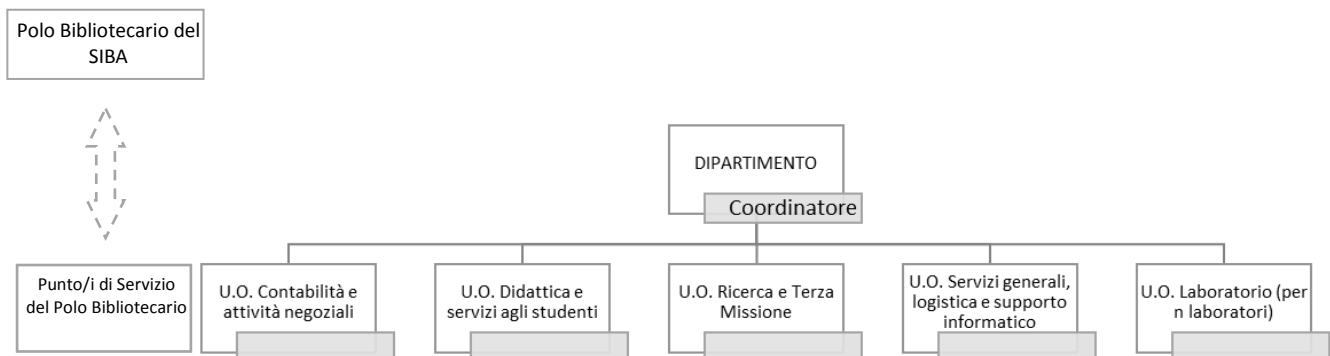 Polo Bibliotecario del
SIBA
DIPARTIMENTO
Coordinatore
Punto/i di Servizio
del Polo Bibliotecario
U.O. Contabilità e
attività negoziali
U.O. Didattica e
servizi agli studenti
U.O. Ricerca e Terza
Missione
U.O. Servizi generali,
logistica e supporto
informatico
U.O. Laboratorio (per
n laboratori)